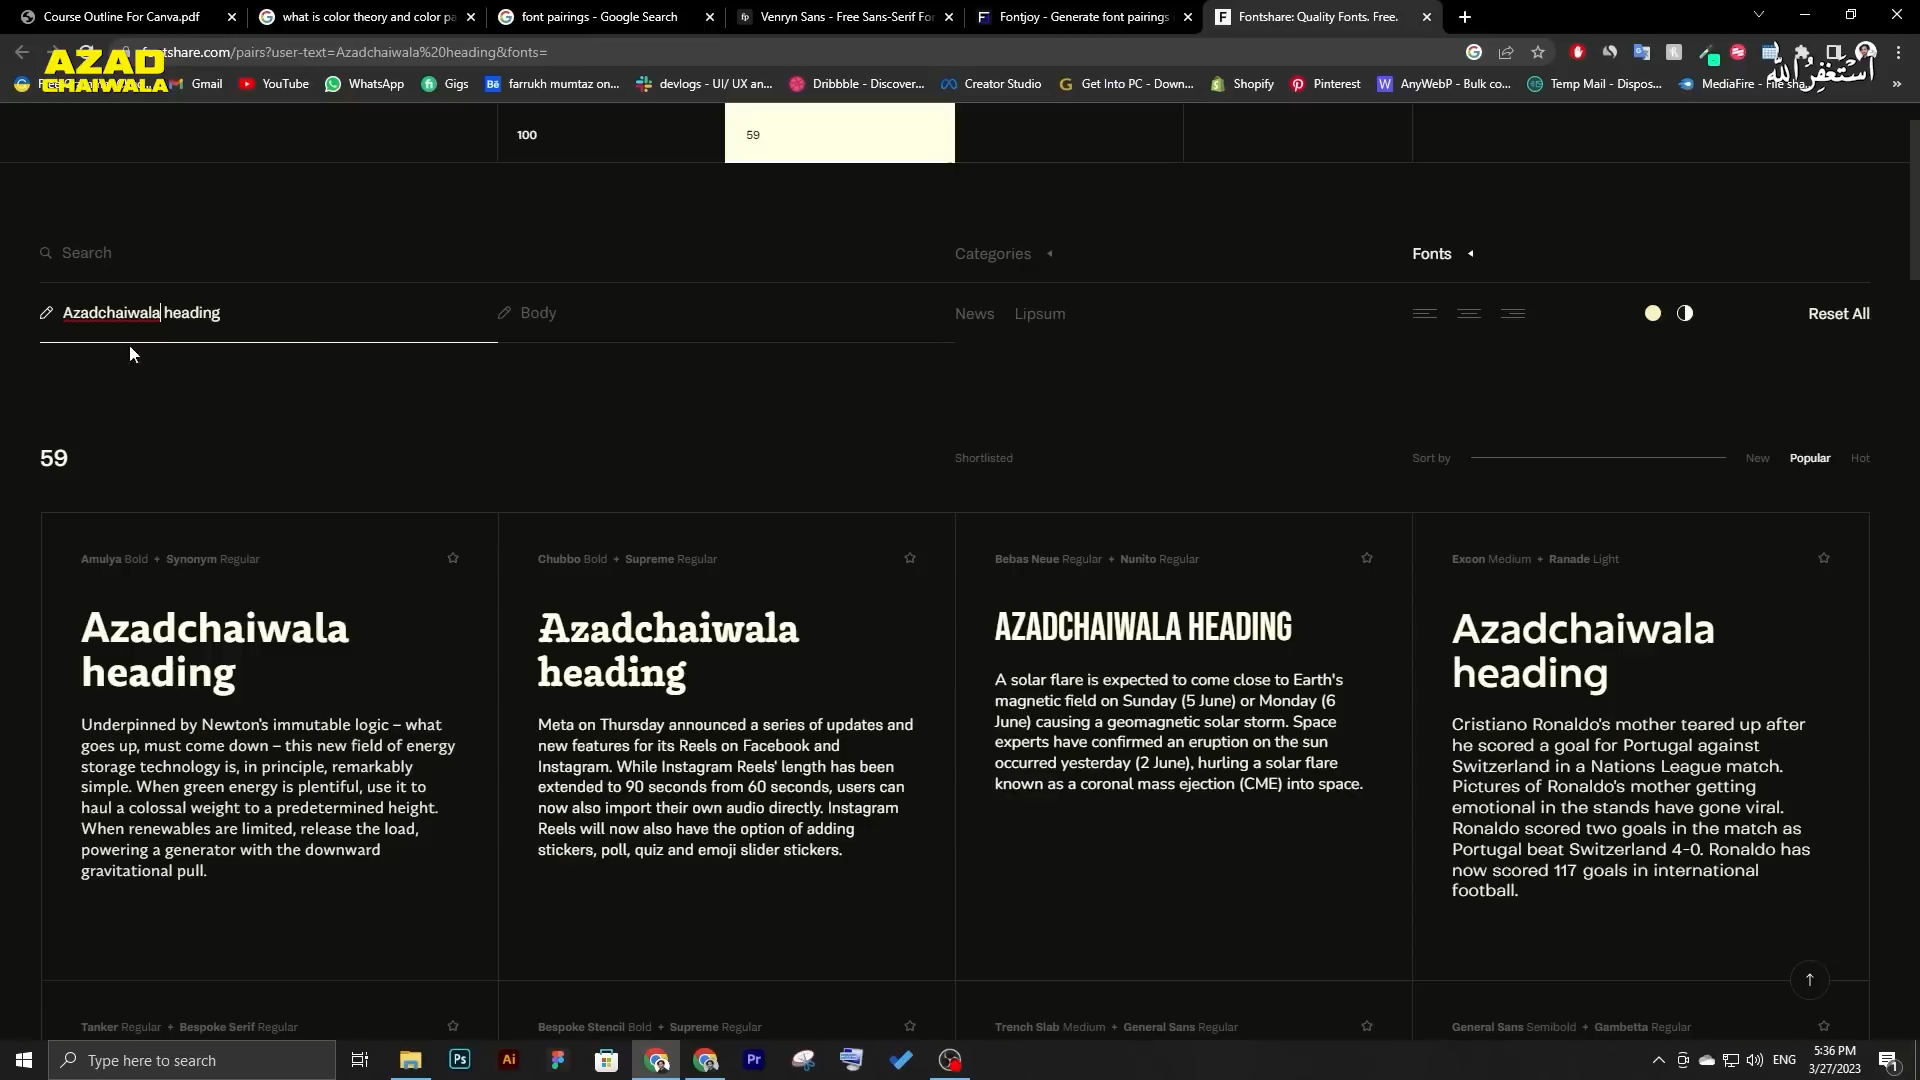 Course Outline For Canva.pdf
what is color theory and color pa
font pairings - Google Search
Venryn Sans - Free Sans-Serif Fo
Fontjoy - Generate font pairings
Fontshare: Quality Fonts. Free.
fontshare.com/pairs?user-text=Azadchaiwala%20heading&fonts=
AZAD
CHAIWALA
أستغفر الله
Gmail
YouTube
WhatsApp
Gigs
farrukh mumtaz on...
devlogs - UI/ UX an...
Dribbble - Discover...
Creator Studio
Get Into PC - Down...
Shopify
Pinterest
AnyWebP - Bulk co...
Temp Mail - Dispos...
MediaFire - File sha...
100
59
Search
Categories
Fonts
Azadchaiwala heading
Body
News
Lipsum
Reset All
59
Shortlisted
Sort by
New
Popular
Hot
Amulya Bold + Synonym Regular
Azadchaiwala
heading
Underpinned by Newton's immutable logic – what
goes up, must come down – this new field of energy
storage technology is, in principle, remarkably
simple. When green energy is plentiful, use it to
haul a colossal weight to a predetermined height.
When renewables are limited, release the load,
powering a generator with the downward
gravitational pull.
Chubbo Bold + Supreme Regular
Azadchaiwala
heading
Meta on Thursday announced a series of updates and
new features for its Reels on Facebook and
Instagram. While Instagram Reels' length has been
extended to 90 seconds from 60 seconds, users can
now also import their own audio directly. Instagram
Reels will now also have the option of adding
stickers, poll, quiz and emoji slider stickers.
Bebas Neue Regular + Nunito Regular
AZADCHAIWALA HEADING
A solar flare is expected to come close to Earth's
magnetic field on Sunday (5 June) or Monday (6
June) causing a geomagnetic solar storm. Space
experts have confirmed an eruption on the sun
occurred yesterday (2 June), hurling a solar flare
known as a coronal mass ejection (CME) into space.
Excon Medium + Ranade Light
Azadchaiwala
heading
Cristiano Ronaldo's mother teared up after
he scored a goal for Portugal against
Switzerland in a Nations League match.
Pictures of Ronaldo's mother getting
emotional in the stands have gone viral.
Ronaldo scored two goals in the match as
Portugal beat Switzerland 4-0. Ronaldo has
now scored 117 goals in international
football.
Tanker Regular + Bespoke Serif Regular
Bespoke Stencil Bold + Supreme Regular
Trench Slab Medium + General Sans Regular
General Sans Semibold + Gambetta Regular
Type here to search
Ps
Ai
Pr
ENG
5:36 PM
3/27/2023
1